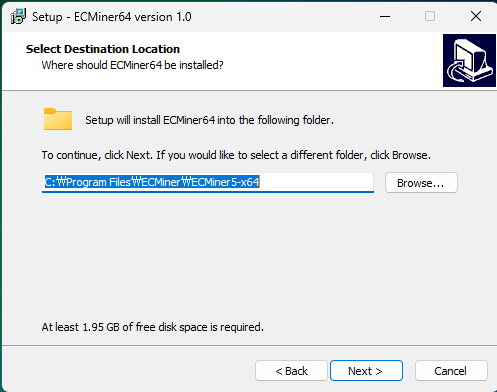 Setup - ECMiner64 version 1.0
Select Destination Location
Where should ECMiner64 be installed?
Setup will install ECMiner64 into the following folder.
To continue, click Next. If you would like to select a different folder, click Browse.
C:₩Program Files₩ECMiner₩ECMiner5-x64
Browse...
At least 1.95 GB of free disk space is required.
< Back
Next >
Cancel